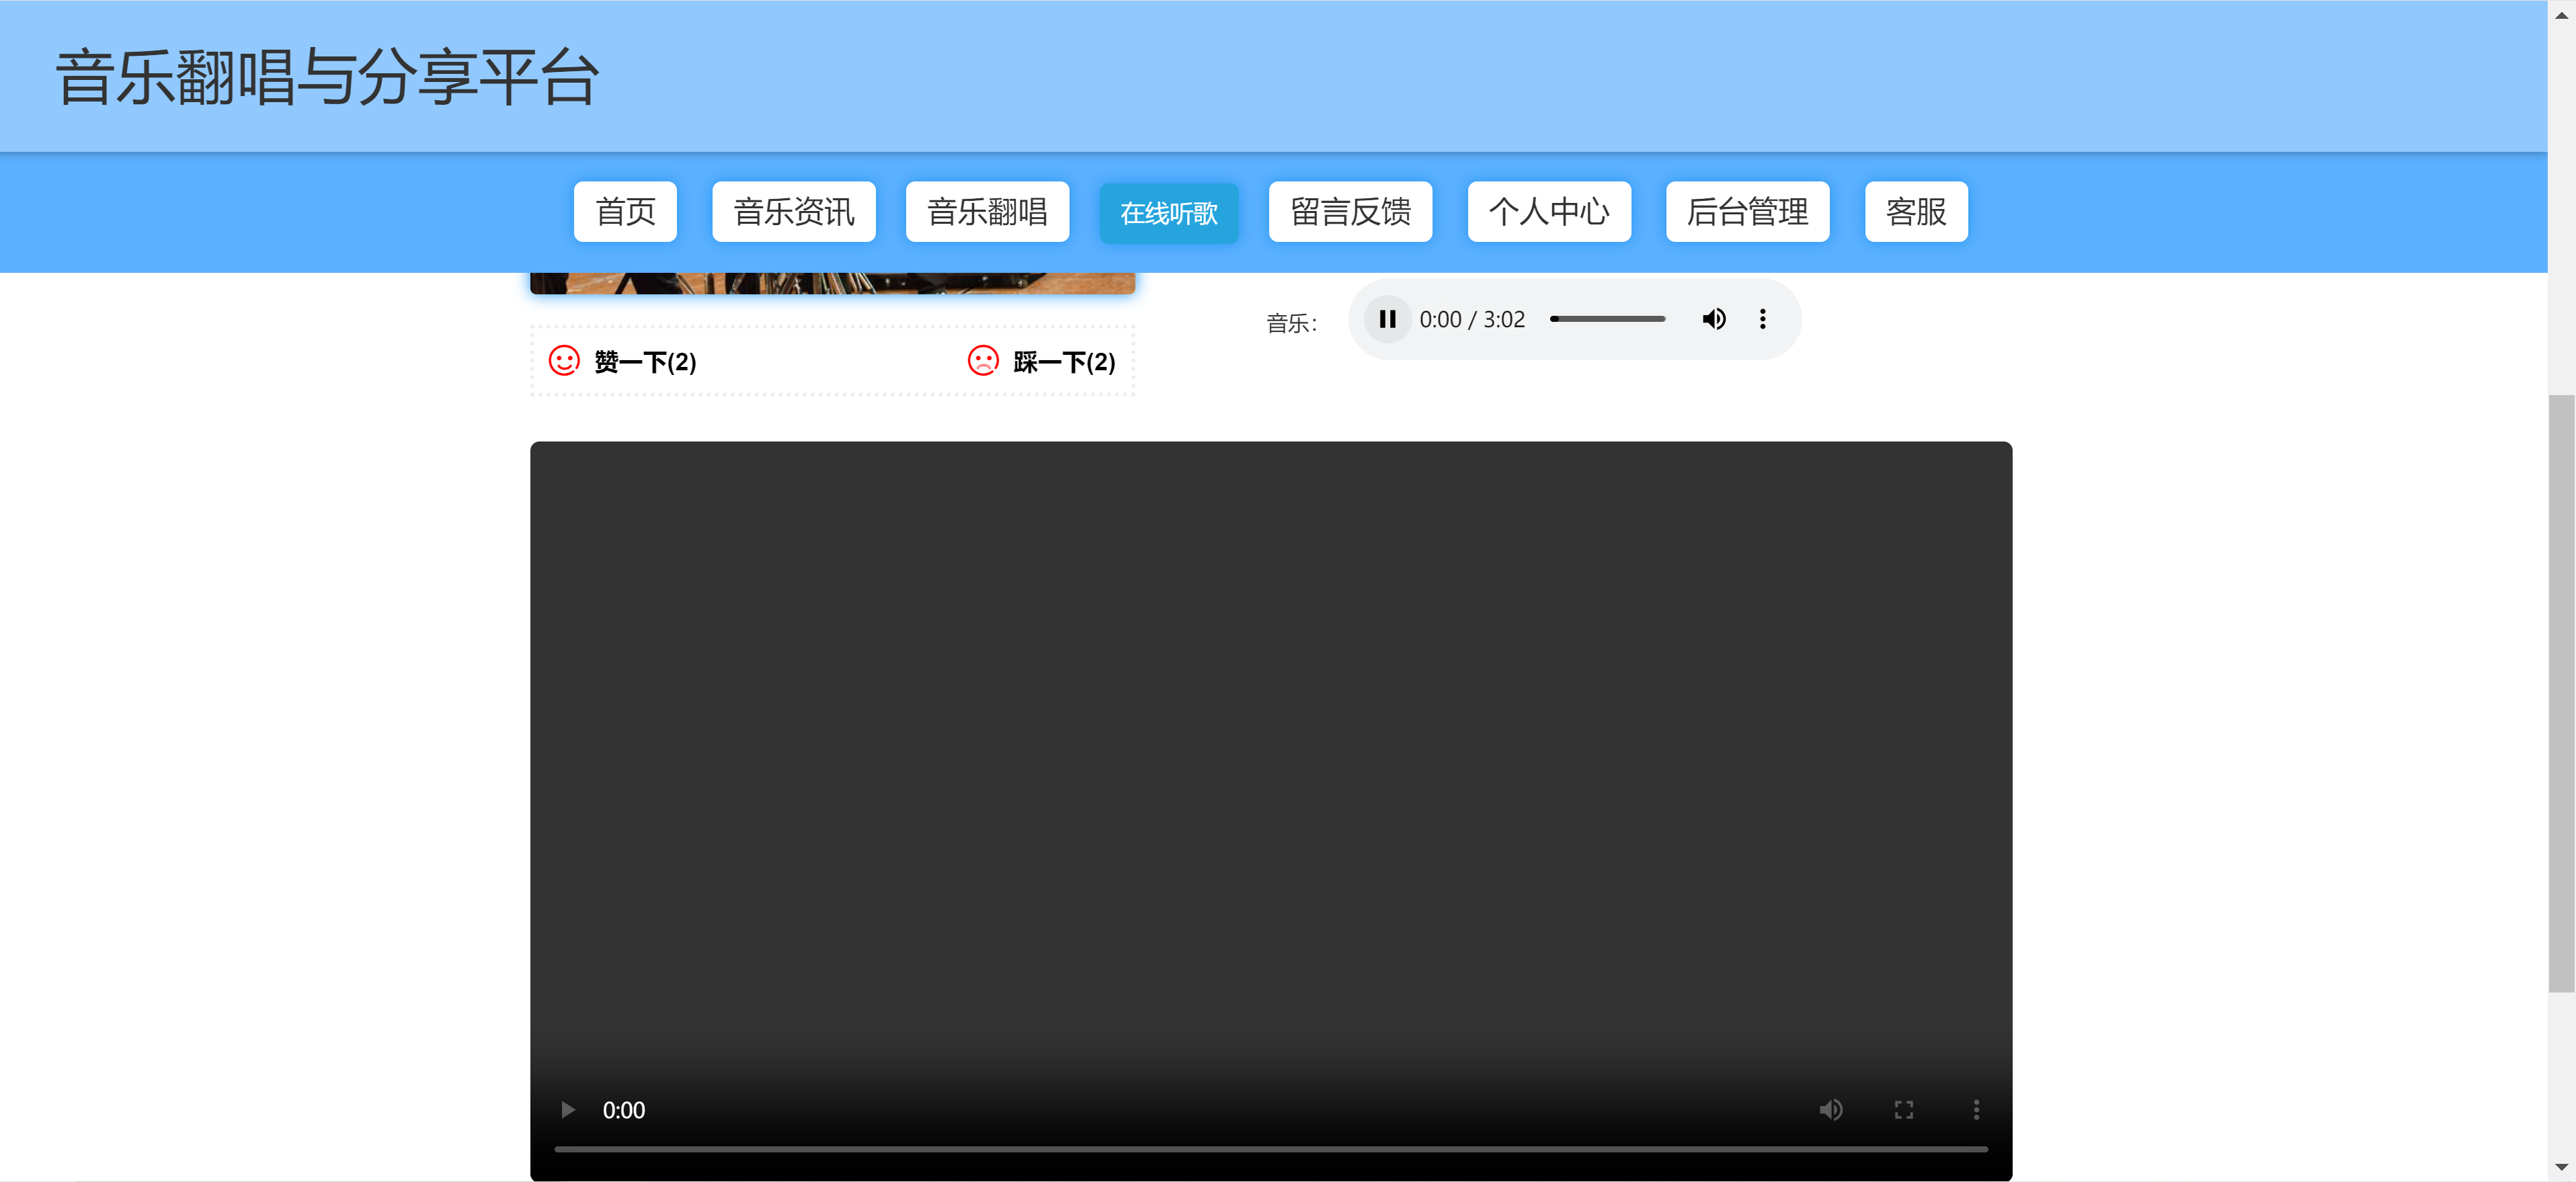 音乐翻唱与分享平台
首页 音乐资讯 音乐翻唱 在线听歌 留言反馈 个人中心 后台管理 客服
音乐： 0:00 / 3:02
赞一下(2) 踩一下(2)
0:00